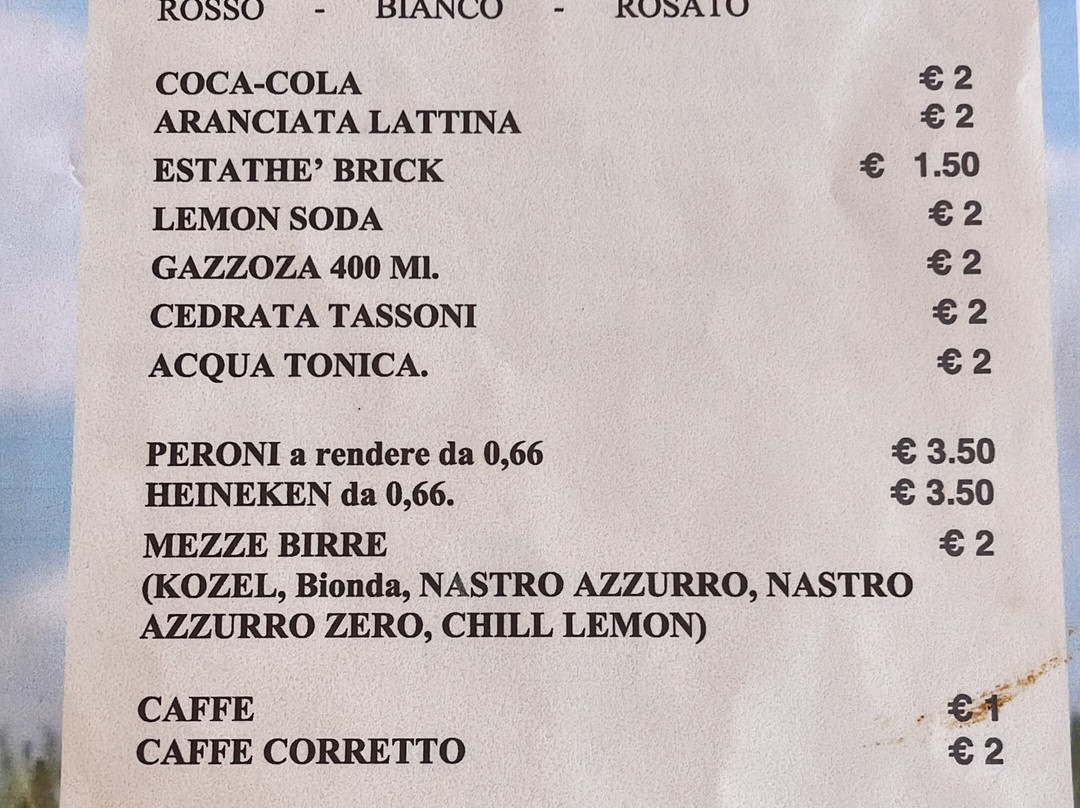 ROSSO - BIANCO - ROSATO
COCA-COLA € 2
ARANCIATA LATTINA € 2
ESTATHE’ BRICK € 1.50
LEMON SODA € 2
GAZZOZA 400 Ml. € 2
CEDRATA TASSONI € 2
ACQUA TONICA. € 2
PERONI a rendere da 0,66 € 3.50
HEINEKEN da 0,66. € 3.50
MEZZE BIRRE € 2
(KOZEL, Bionda, NASTRO AZZURRO, NASTRO
AZZURRO ZERO, CHILL LEMON)
CAFFE € 1
CAFFE CORRETTO € 2